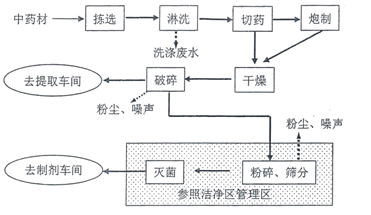 中药材 拣选 淋洗 切药 炮制
洗涤废水
去提取车间 破碎 干燥
粉尘、噪声
粉尘、噪声
去制剂车间 灭菌 粉碎、筛分
参照洁净区管理区